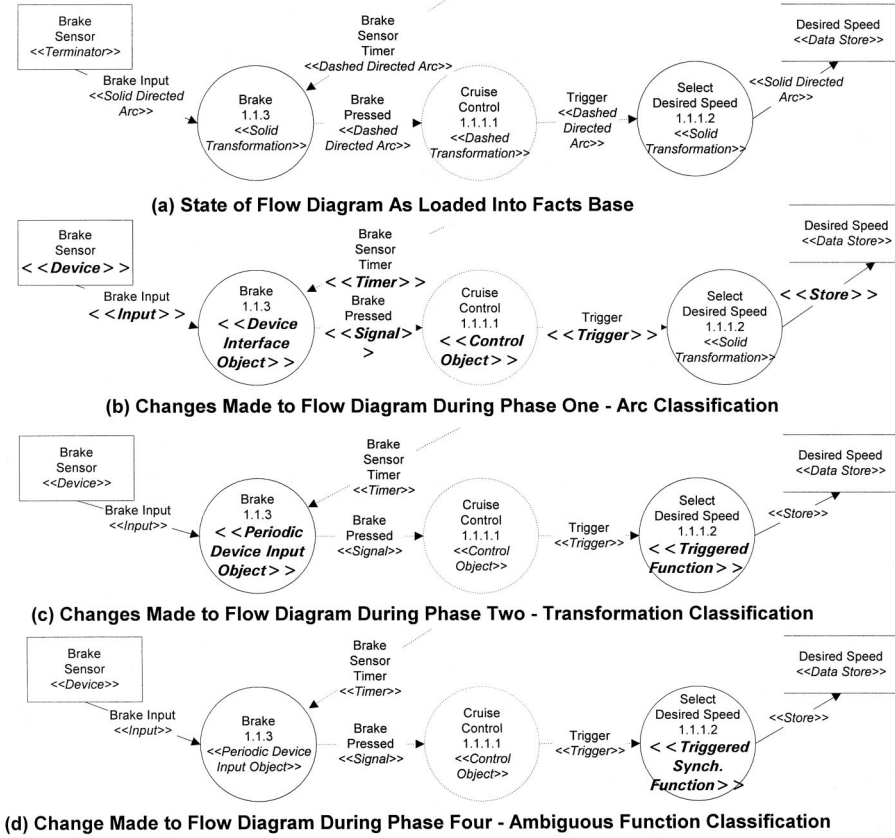 Brake
Sensor
<<Terminator>>
Brake Input
<<Solid Directed
Arc>>
Brake
Sensor
Timer
<<Dashed Directed Arc>>
Brake
1.1.3
<<Solid
Transformation>>
Brake
Pressed
<<Dashed
Directed Arc>>
Cruise
Control
1.1.1.1
<<Dashed
Transformation>>
Trigger
<<Dashed
Directed
Arc>>
Select
Desired Speed
1.1.1.2
<<Solid
Transformation>>
<<Solid Directed
Arc>>
Desired Speed
<<Data Store>>
(a) State of Flow Diagram As Loaded Into Facts Base
Brake
Sensor
<<Device>>
Brake Input
<<Input>>
Brake
Sensor
Timer
<<Timer>>
Brake
1.1.3
<<Device
Interface
Object>>
Brake
Pressed
<<Signal>
>
Cruise
Control
1.1.1.1
<<Control
Object>>
Trigger
<<Trigger>>
Select
Desired Speed
1.1.1.2
<<Solid
Transformation>>
<<Store>>
Desired Speed
<<Data Store>>
(b) Changes Made to Flow Diagram During Phase One - Arc Classification
Brake
Sensor
<<Device>>
Brake Input
<<Input>>
Brake
Sensor
Timer
<<Timer>>
Brake
1.1.3
<<Periodic
Device Input
Object>>
Brake
Pressed
<<Signal>>
Cruise
Control
1.1.1.1
<<Control
Object>>
Trigger
<<Trigger>>
Select
Desired Speed
1.1.1.2
<<Triggered
Function>>
<<Store>>
Desired Speed
<<Data Store>>
(c) Changes Made to Flow Diagram During Phase Two - Transformation Classification
Brake
Sensor
<<Device>>
Brake Input
<<Input>>
Brake
Sensor
Timer
<<Timer>>
Brake
1.1.3
<<Periodic Device
Input Object>>
Brake
Pressed
<<Signal>>
Cruise
Control
1.1.1.1
<<Control
Object>>
Trigger
<<Trigger>>
Select
Desired Speed
1.1.1.2
<<Triggered
Synch.
Function>>
<<Store>>
Desired Speed
<<Data Store>>
(d) Change Made to Flow Diagram During Phase Four - Ambiguous Function Classification